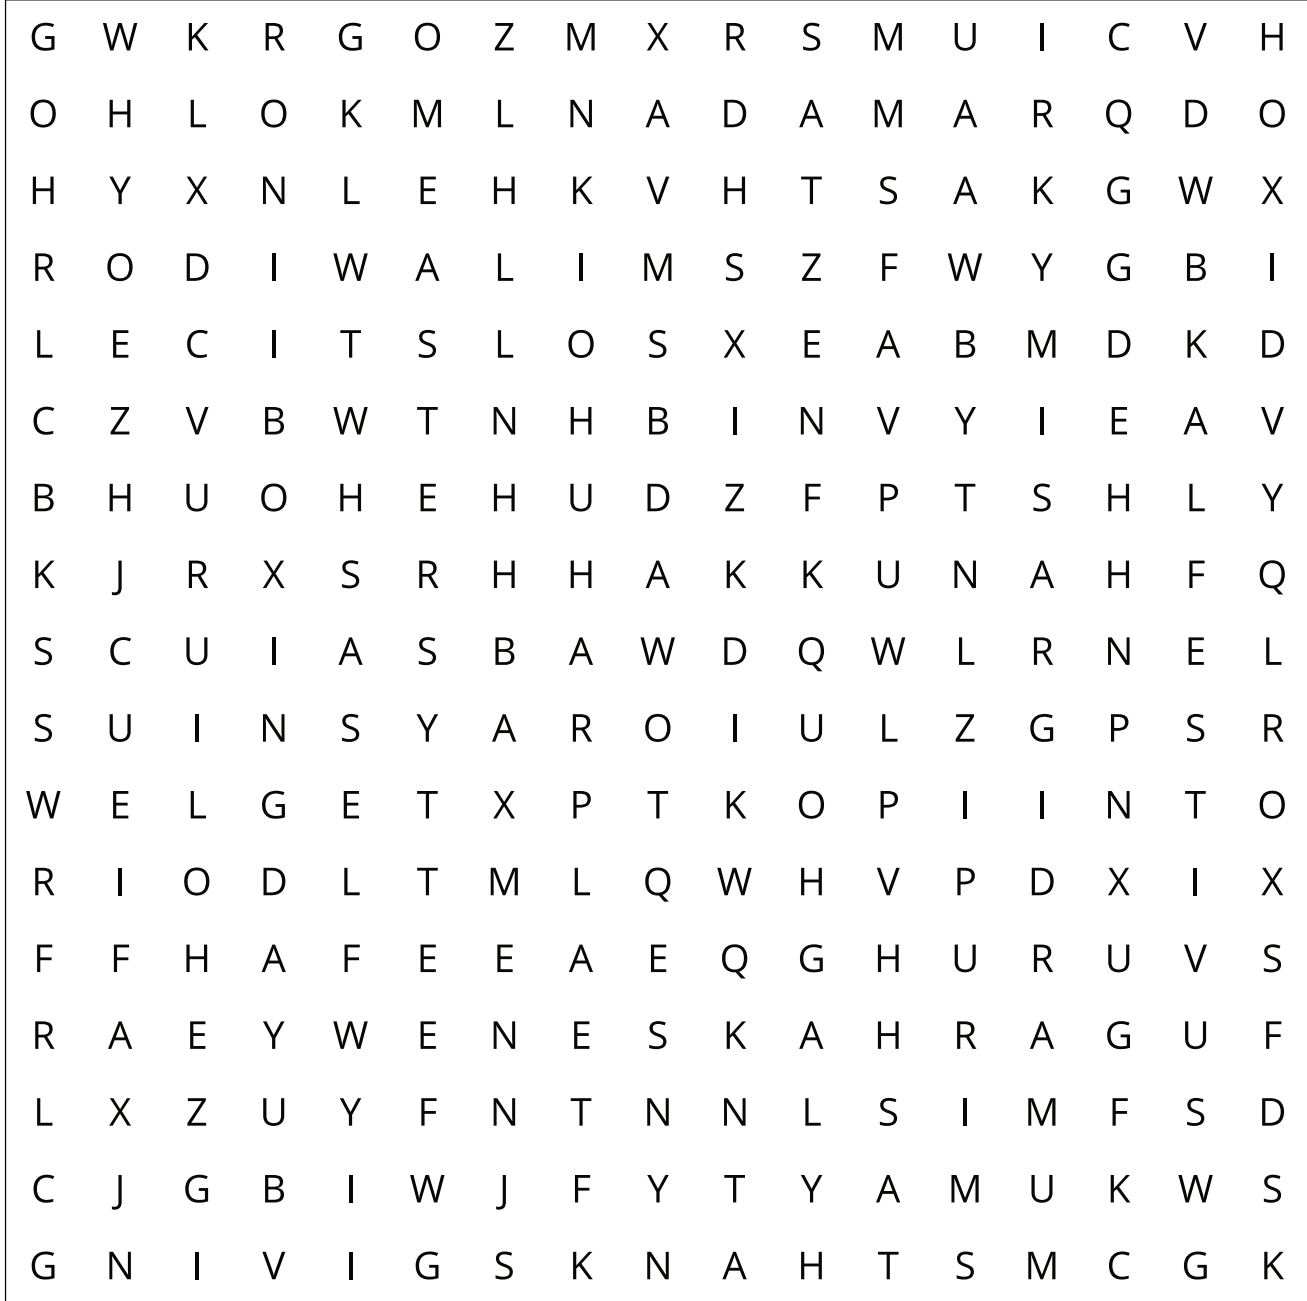 G W K R G O Z M X R S M U I C V H
O H L O K M L N A D A M A R Q D O
H Y X N L E H K V H T S A K G W X
R O D I W A L I M S Z F W Y G B I
L E C I T S L O S X E A B M D K D
C Z V B W T N H B I N V Y I E A V
B H U O H E H U D Z F P T S H L Y
K J R X S R H H A K K U N A H F Q
S C U I A S B A W D Q W L R N E L
S U I N S Y A R O I U L Z G P S R
W E L G E T X P T K O P I I N T O
R I O D L T M L Q W H V P D X I X
F F H A F E E A E Q G H U R U V S
R A E Y W E N E S K A H R A G U F
L X Z U Y F N T N N L S I M F S D
C J G B I W J F Y T Y A M U K W S
G N I V I G S K N A H T S M C G K